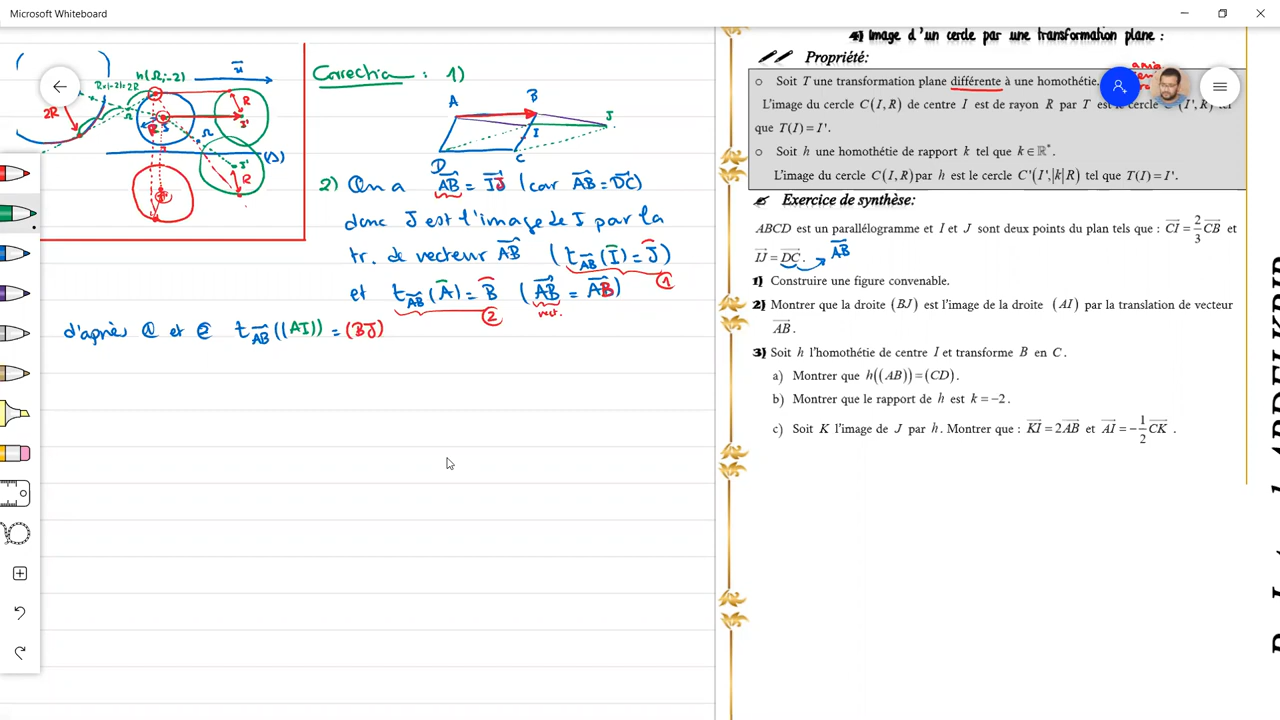 Microsoft Whiteboard
h(Ω;-2)
u
R×|-2|=2R
2R
R
R
I'
Ω
Ω
J'
(Δ)
R
Correction : 1)
A
B
I
J
D
C
2) On a AB = IJ (car AB = DC)
donc J est l'image de I par la
tr. de vecteur AB ( t_AB (I) = J ) ①
et t_AB (A) = B ( AB = AB ) ②
vect.
d'après ① et ② t_AB ((AI)) = (BJ)
4) Image d'un cercle par une transformation plane :
Propriété:
○ Soit T une transformation plane différente à une homothétie.
L'image du cercle C(I,R) de centre I est de rayon R par T est le cercle C'(I',R) tel
que T(I) = I'.
○ Soit h une homothétie de rapport k tel que k ∈ ℝ*.
L'image du cercle C(I,R) par h est le cercle C'(I',|k|R) tel que T(I) = I'.
Exercice de synthèse:
ABCD est un parallélogramme et I et J sont deux points du plan tels que : CI = 2/3 CB et
IJ = DC. AB
1) Construire une figure convenable.
2) Montrer que la droite (BJ) est l'image de la droite (AI) par la translation de vecteur
AB.
3) Soit h l'homothétie de centre I et transforme B en C.
a) Montrer que h((AB)) = (CD).
b) Montrer que le rapport de h est k = -2.
c) Soit K l'image de J par h. Montrer que : KI = 2AB et AI = -1/2 CK.